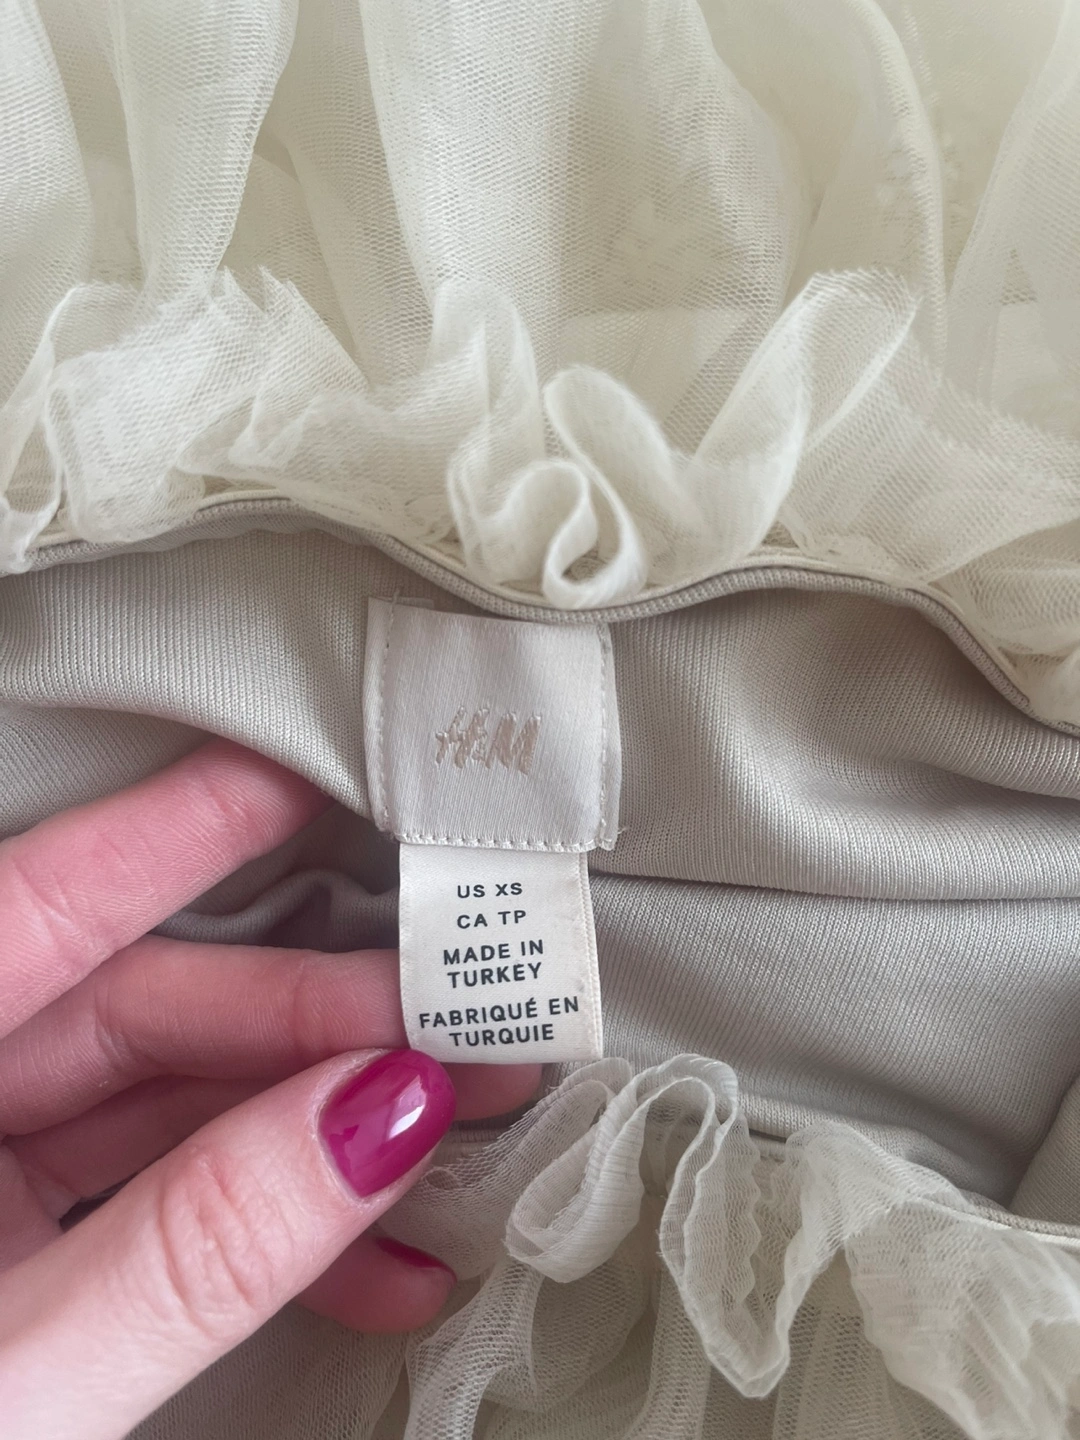 H&M
US XS
CA TP
MADE IN
TURKEY
FABRIQUÉ EN
TURQUIE